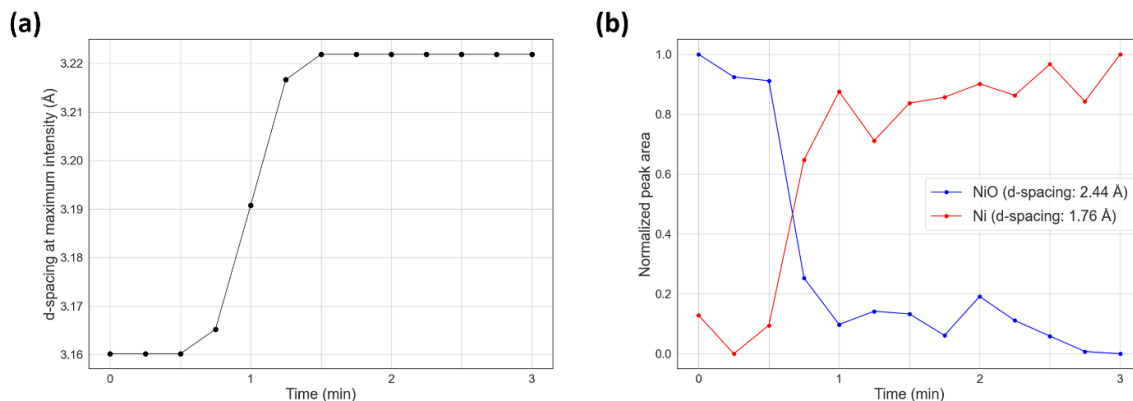 (a)
d-spacing at maximum intensity (Å)
3.22
3.21
3.20
3.19
3.18
3.17
3.16
0
1
2
3
Time (min)
(b)
Normalized peak area
1.0
0.8
0.6
0.4
0.2
0.0
NiO (d-spacing: 2.44 Å)
Ni (d-spacing: 1.76 Å)
0
1
2
3
Time (min)